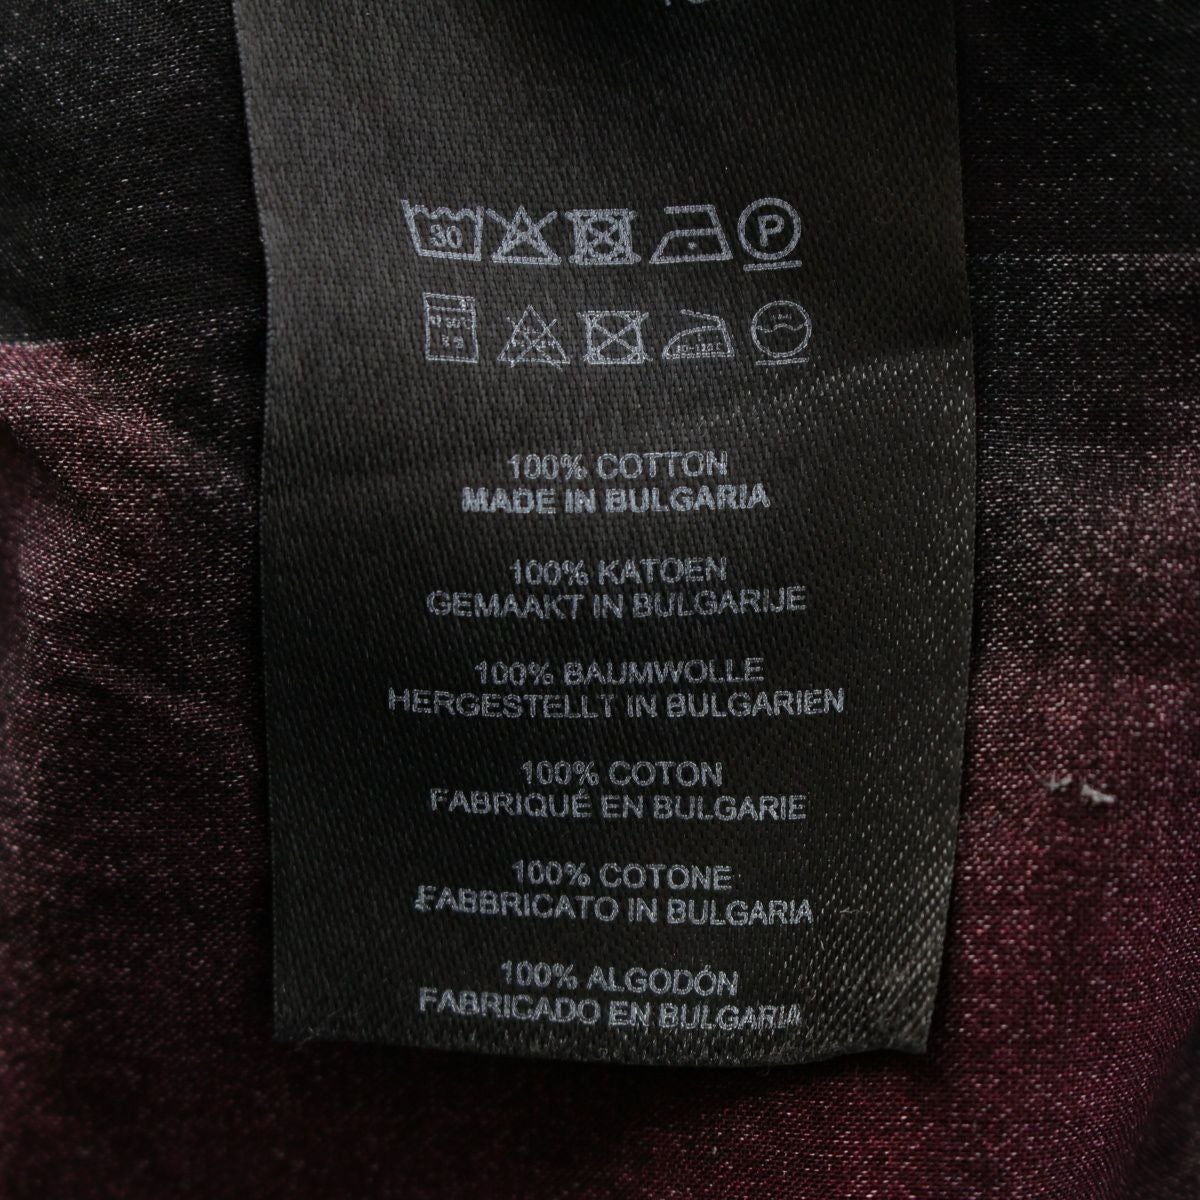 30
P
100% COTTON
MADE IN BULGARIA
100% KATOEN
GEMAAKT IN BULGARIJE
100% BAUMWOLLE
HERGESTELLT IN BULGARIEN
100% COTON
FABRIQUÉ EN BULGARIE
100% COTONE
FABBRICATO IN BULGARIA
100% ALGODÓN
FABRICADO EN BULGARIA